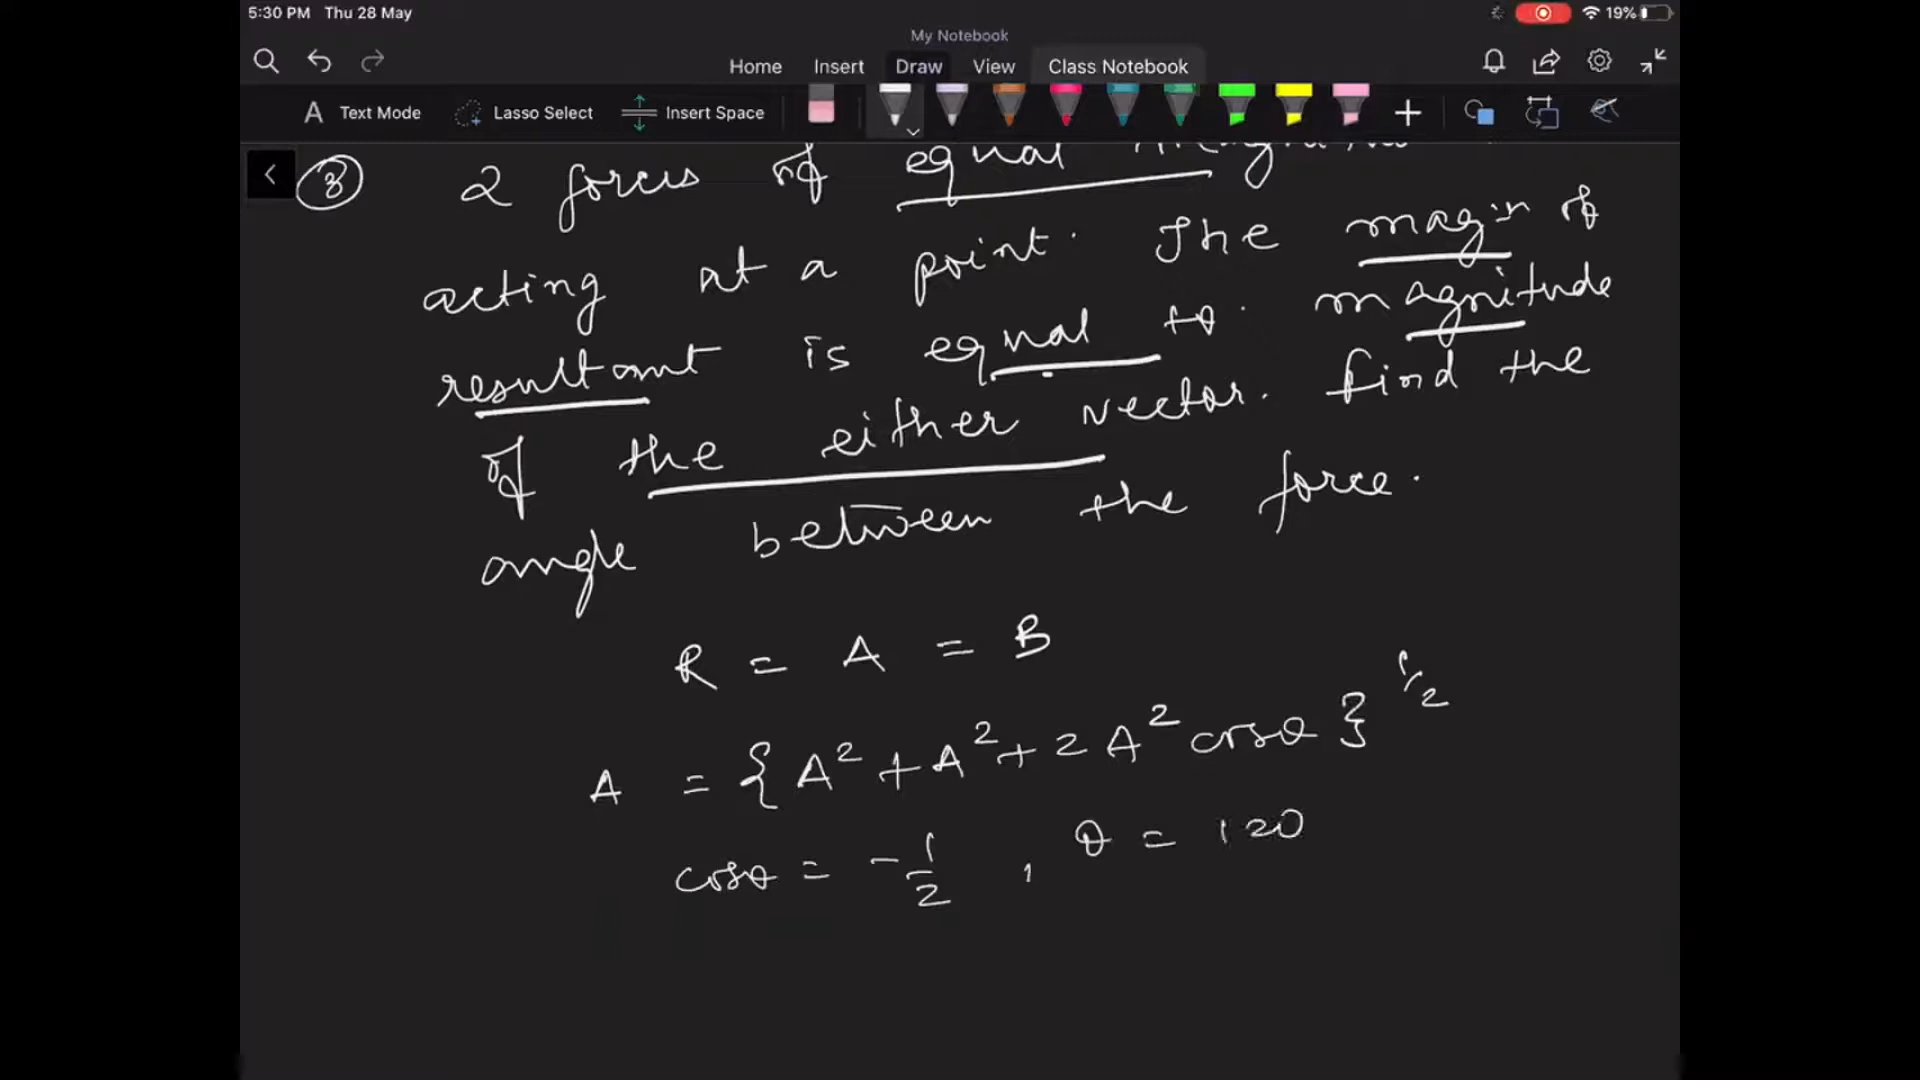 5:30 PM Thu 28 May
19%
My Notebook
Home Insert Draw View Class Notebook
A Text Mode Lasso Select Insert Space
3 2 forces of equal
acting at a point. The magn of
resultant is equal to magnitude
of the either vector. Find the
angle between the force.
R = A = B
A = {A² + A² + 2A² cosθ}^1/2
cosθ = -1/2, θ = 120